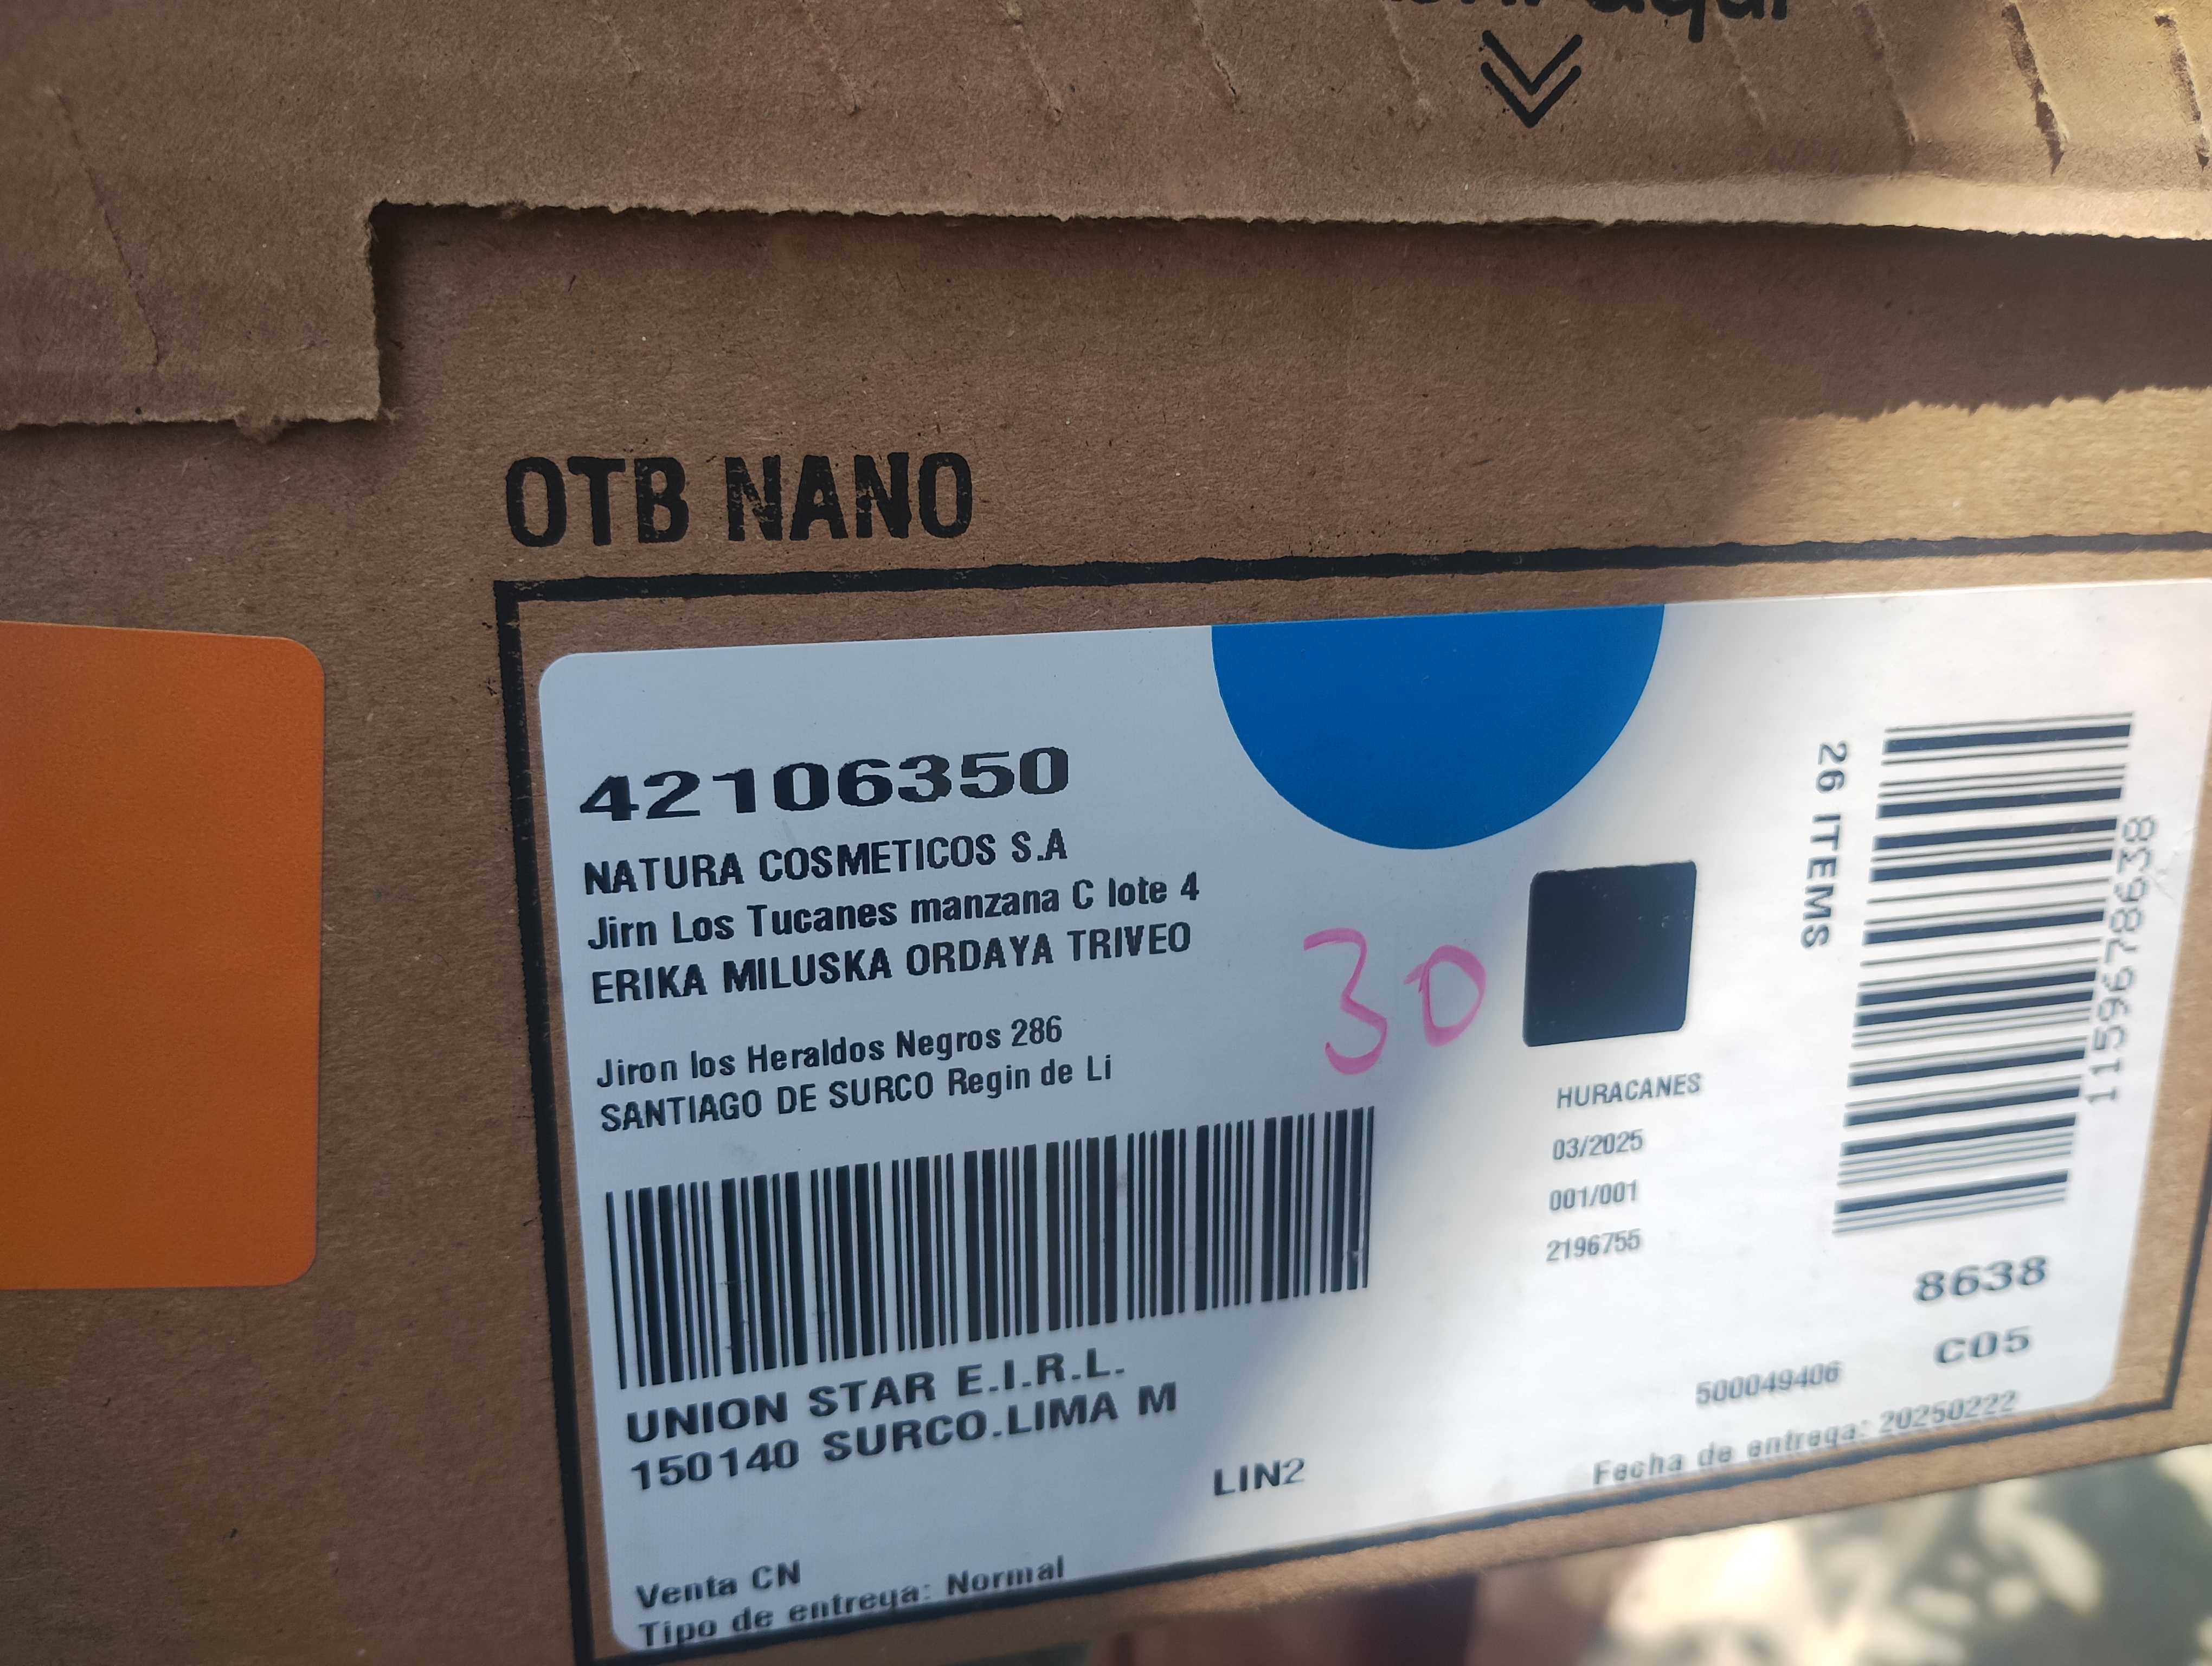 aquí
OTB NANO
42106350
NATURA COSMETICOS S.A
Jirn Los Tucanes manzana C lote 4
ERIKA MILUSKA ORDAYA TRIVEO
Jiron los Heraldos Negros 286
SANTIAGO DE SURCO Regin de Li
30
HURACANES
03/2025
001/001
2196755
26 ITEMS
1159678638
8638
C05
500049406
Fecha de entrega: 20250222
UNION STAR E.I.R.L.
150140 SURCO.LIMA M
LIN2
Venta CN
Tipo de entrega: Normal